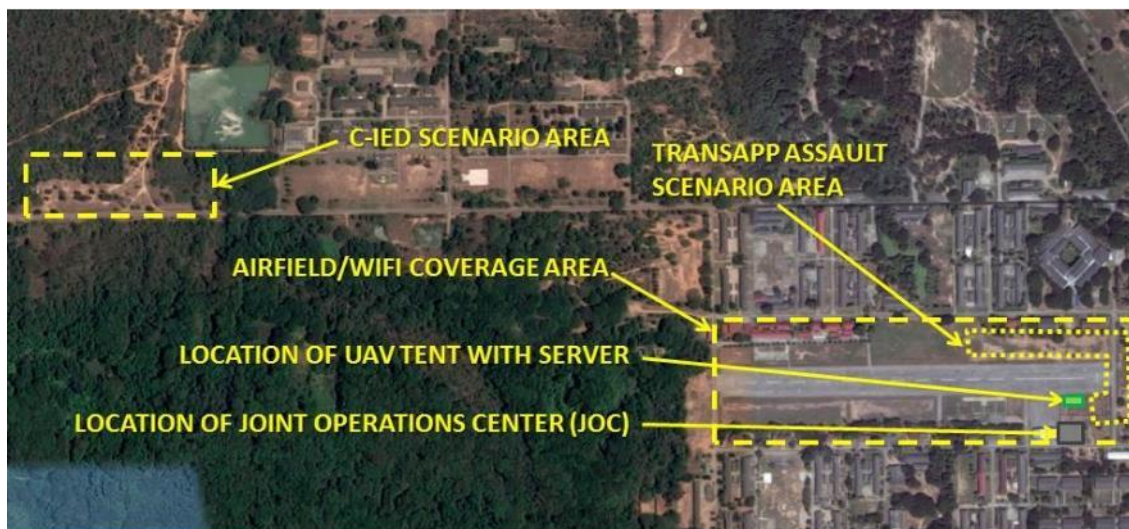 C-IED SCENARIO AREA
TRANSAPP ASSAULT
SCENARIO AREA
AIRFIELD/WIFI COVERAGE AREA
LOCATION OF UAV TENT WITH SERVER
LOCATION OF JOINT OPERATIONS CENTER (JOC)